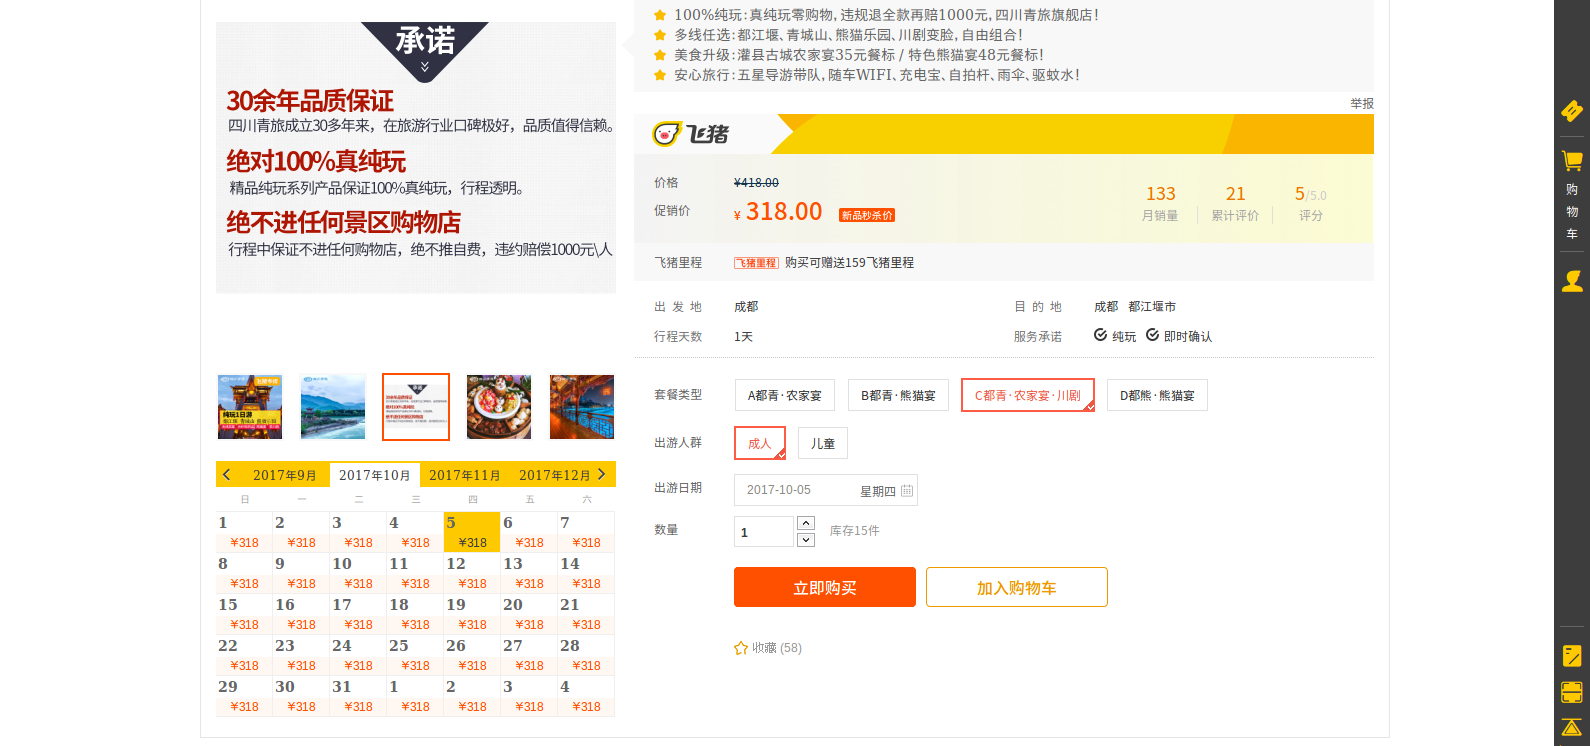 承诺
30余年品质保证
四川青旅成立30多年来，在旅游行业口碑极好，品质值得信赖。
绝对100%真纯玩
精品纯玩系列产品保证100%真纯玩，行程透明。
绝不进任何景区购物店
行程中保证不进任何购物店，绝不推自费，违约赔偿1000元\人
纯玩1日游
2017年9月 2017年10月 2017年11月 2017年12月
日 一 二 三 四 五 六
1 2 3 4 5 6 7
¥318 ¥318 ¥318 ¥318 ¥318 ¥318 ¥318
8 9 10 11 12 13 14
¥318 ¥318 ¥318 ¥318 ¥318 ¥318 ¥318
15 16 17 18 19 20 21
¥318 ¥318 ¥318 ¥318 ¥318 ¥318 ¥318
22 23 24 25 26 27 28
¥318 ¥318 ¥318 ¥318 ¥318 ¥318 ¥318
29 30 31 1 2 3 4
¥318 ¥318 ¥318 ¥318 ¥318 ¥318 ¥318
100%纯玩:真纯玩零购物,违规退全款再赔1000元,四川青旅旗舰店!
多线任选:都江堰、青城山、熊猫乐园、川剧变脸,自由组合!
美食升级:灌县古城农家宴35元餐标 / 特色熊猫宴48元餐标!
安心旅行:五星导游带队,随车WIFI、充电宝、自拍杆、雨伞、驱蚊水!
举报
飞猪
价格 ¥418.00
促销价 ¥ 318.00 新品秒杀价
133 21 5/5.0
月销量 累计评价 评分
飞猪里程 飞猪里程 购买可赠送159飞猪里程
出 发 地 成都 目 的 地 成都 都江堰市
行程天数 1天 服务承诺 纯玩 即时确认
套餐类型 A都青·农家宴 B都青·熊猫宴 C都青·农家宴·川剧 D都熊·熊猫宴
出游人群 成人 儿童
出游日期 2017-10-05 星期四
数量 1 库存15件
立即购买 加入购物车
收藏 (58)
购
物
车